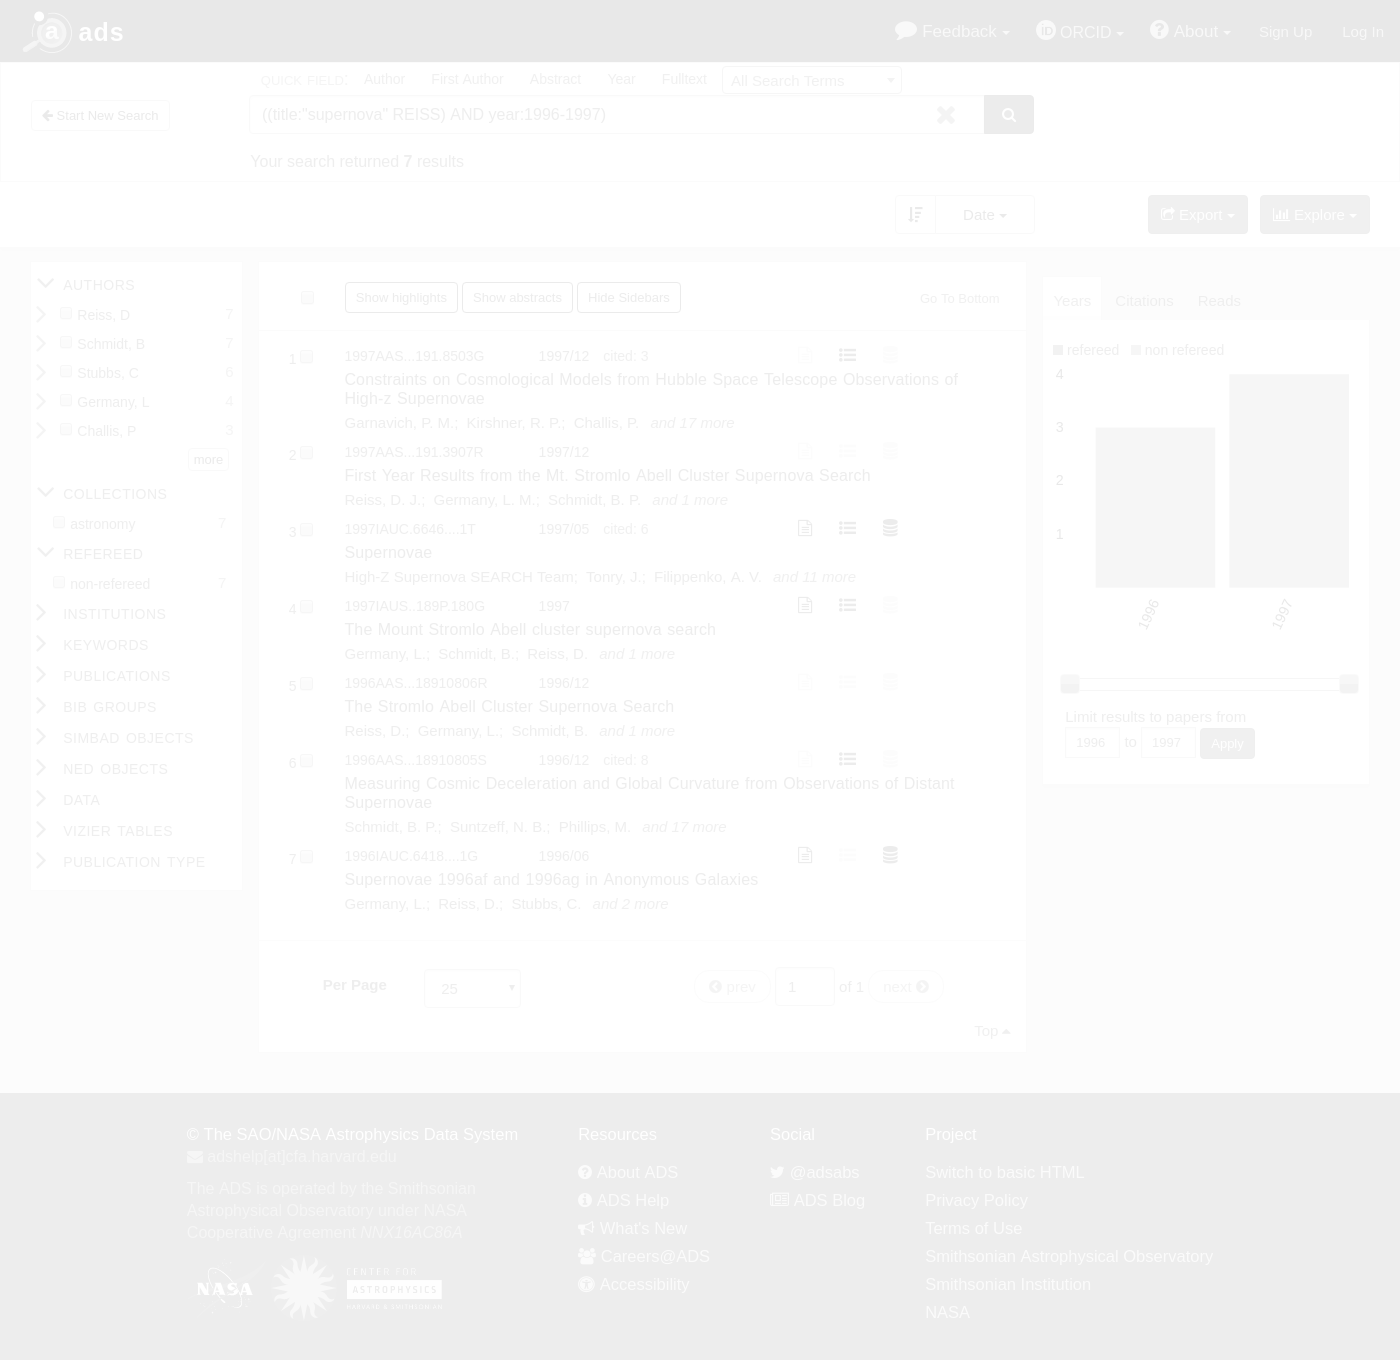 a ads
Feedback ORCID About Sign Up Log In
QUICK FIELD: Author First Author Abstract Year Fulltext All Search Terms
Start New Search
((title:"supernova" REISS) AND year:1996-1997)
Your search returned 7 results
Date
Export Explore
AUTHORS
Reiss, D 7
Schmidt, B 7
Stubbs, C 6
Germany, L 4
Challis, P 3
more
COLLECTIONS
astronomy 7
REFEREED
non-refereed 7
INSTITUTIONS
KEYWORDS
PUBLICATIONS
BIB GROUPS
SIMBAD OBJECTS
NED OBJECTS
DATA
VIZIER TABLES
PUBLICATION TYPE
Show highlights Show abstracts Hide Sidebars Go To Bottom
1 1997AAS...191.8503G 1997/12 cited: 3
Constraints on Cosmological Models from Hubble Space Telescope Observations of
High-z Supernovae
Garnavich, P. M.; Kirshner, R. P.; Challis, P. and 17 more
2 1997AAS...191.3907R 1997/12
First Year Results from the Mt. Stromlo Abell Cluster Supernova Search
Reiss, D. J.; Germany, L. M.; Schmidt, B. P. and 1 more
3 1997IAUC.6646....1T 1997/05 cited: 6
Supernovae
High-Z Supernova SEARCH Team; Tonry, J.; Filippenko, A. V. and 11 more
4 1997IAUS..189P.180G 1997
The Mount Stromlo Abell cluster supernova search
Germany, L.; Schmidt, B.; Reiss, D. and 1 more
5 1996AAS...18910806R 1996/12
The Stromlo Abell Cluster Supernova Search
Reiss, D.; Germany, L.; Schmidt, B. and 1 more
6 1996AAS...18910805S 1996/12 cited: 8
Measuring Cosmic Deceleration and Global Curvature from Observations of Distant
Supernovae
Schmidt, B. P.; Suntzeff, N. B.; Phillips, M. and 17 more
7 1996IAUC.6418....1G 1996/06
Supernovae 1996af and 1996ag in Anonymous Galaxies
Germany, L.; Reiss, D.; Stubbs, C. and 2 more
Per Page 25 prev 1 of 1 next
Top
Years Citations Reads
refereed non refereed
4
3
2
1
1996 1997
Limit results to papers from
1996 to 1997 Apply
© The SAO/NASA Astrophysics Data System
adshelp[at]cfa.harvard.edu
The ADS is operated by the Smithsonian
Astrophysical Observatory under NASA
Cooperative Agreement NNX16AC86A
NASA
CENTER FOR
ASTROPHYSICS
HARVARD & SMITHSONIAN
Resources
About ADS
ADS Help
What's New
Careers@ADS
Accessibility
Social
@adsabs
ADS Blog
Project
Switch to basic HTML
Privacy Policy
Terms of Use
Smithsonian Astrophysical Observatory
Smithsonian Institution
NASA